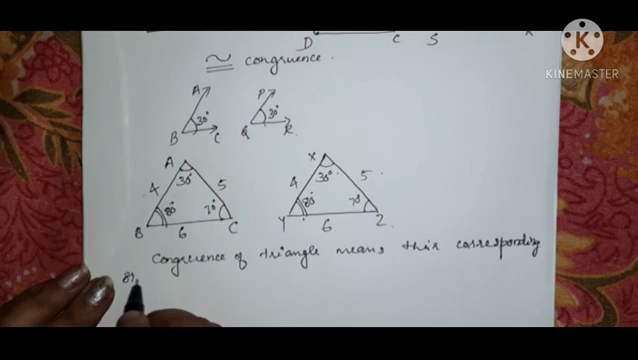 D C S R
≅ congruence.
A P
30° 30°
B C Q R
A X
4 30° 5 4 30° 5
80° 70° 80° 70
B 6 C Y 6 Z
Congruence of triangle means their corresponding
K
KINEMASTER